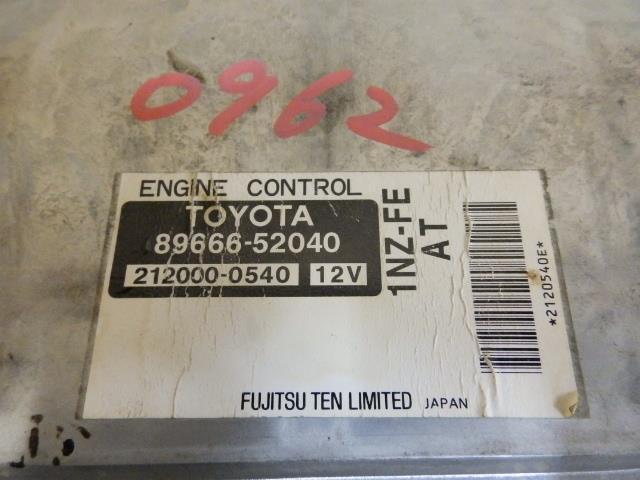 0962
ENGINE CONTROL
TOYOTA
89666-52040
212000-0540 12V
1NZ-FE
AT
*2120540E*
FUJITSU TEN LIMITED JAPAN